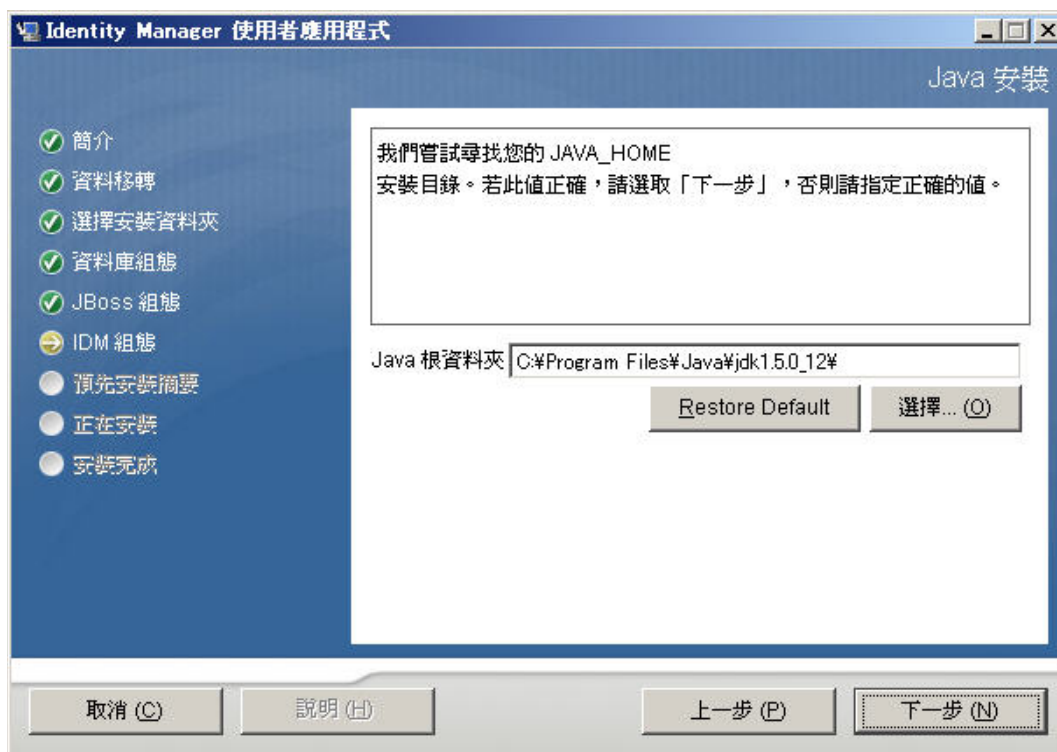 Identity Manager 使用者應用程式
Java 安裝
簡介
資料移轉
選擇安裝資料夾
資料庫組態
JBoss 組態
IDM 組態
預先安裝摘要
正在安裝
安裝完成
我們嘗試尋找您的 JAVA_HOME
安裝目錄。若此值正確，請選取「下一步」，否則請指定正確的值。
Java 根資料夾 C:¥Program Files¥Java¥jdk1.5.0_12¥
Restore Default 選擇... (O)
取消 (C) 說明 (H) 上一步 (P) 下一步 (N)